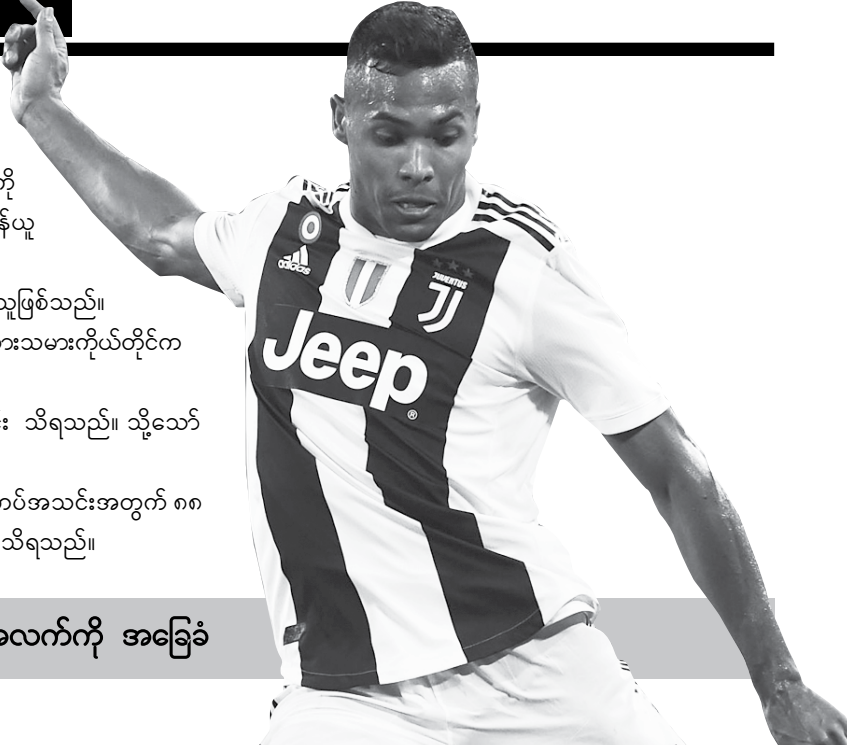 ကို
န်ယူ
သူဖြစ်သည်။
သမားကိုယ်တိုင်က
သိရသည်။ သို့သော်
အသင်းအတွက် ၈၈
သိရသည်။
အလက်ကို အခြေခံ
adidas
JUVENTUS
Jeep